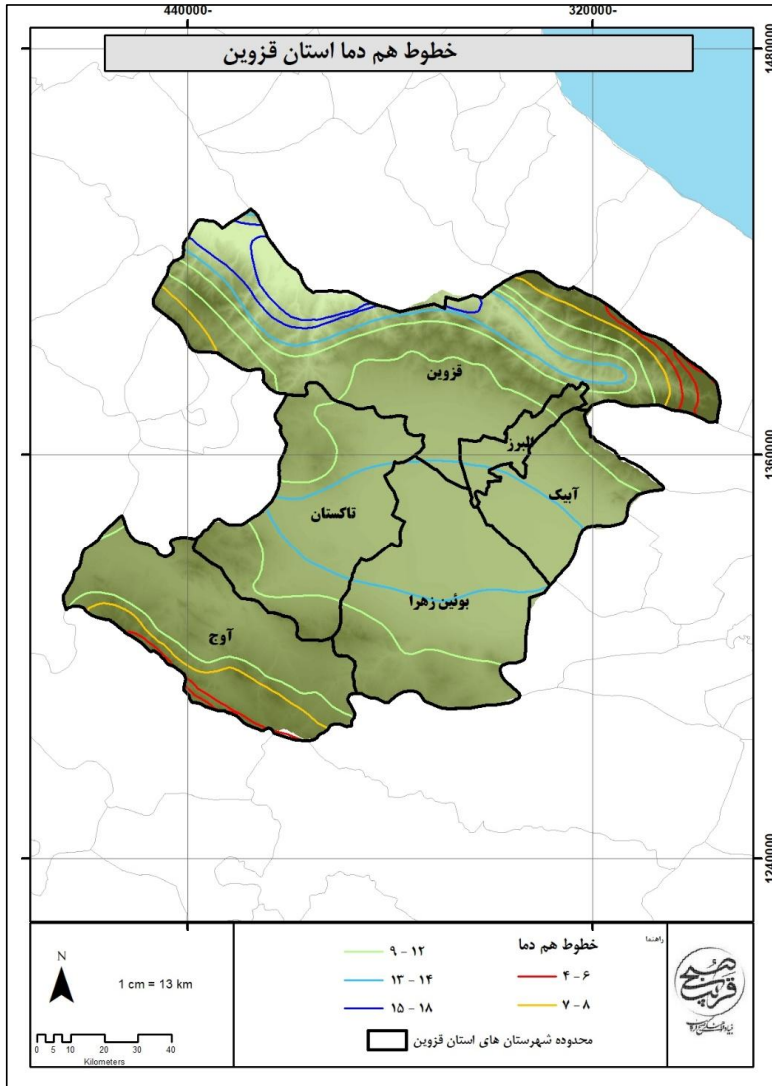 440000-
320000-
خطوط هم دما استان قزوین
1480000
1360000
1240000
قزوین
البرز
آبیک
تاکستان
بوئین زهرا
آوج
راهنما
خطوط هم دما
۴ - ۶
۷ - ۸
۹ - ۱۲
۱۳ - ۱۴
۱۵ - ۱۸
محدوده شهرستان های استان قزوین
N
1 cm = 13 km
0 5 10 20 30 40
Kilometers